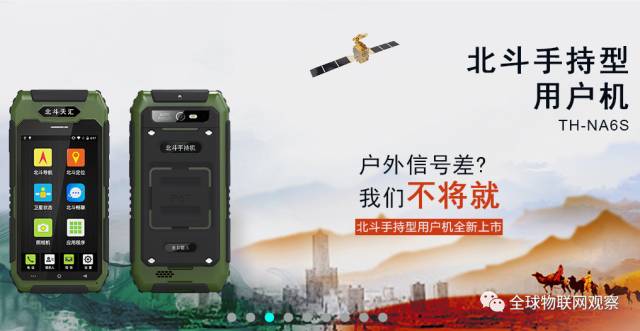 北斗手持型
用户机
TH-NA6S
户外信号差?
我们不将就
北斗手持型用户机全新上市
北斗天汇
北斗导航
北斗定位
卫星状态
北斗畅聊
照相机
应用程序
北斗手持机
全球物联网观察